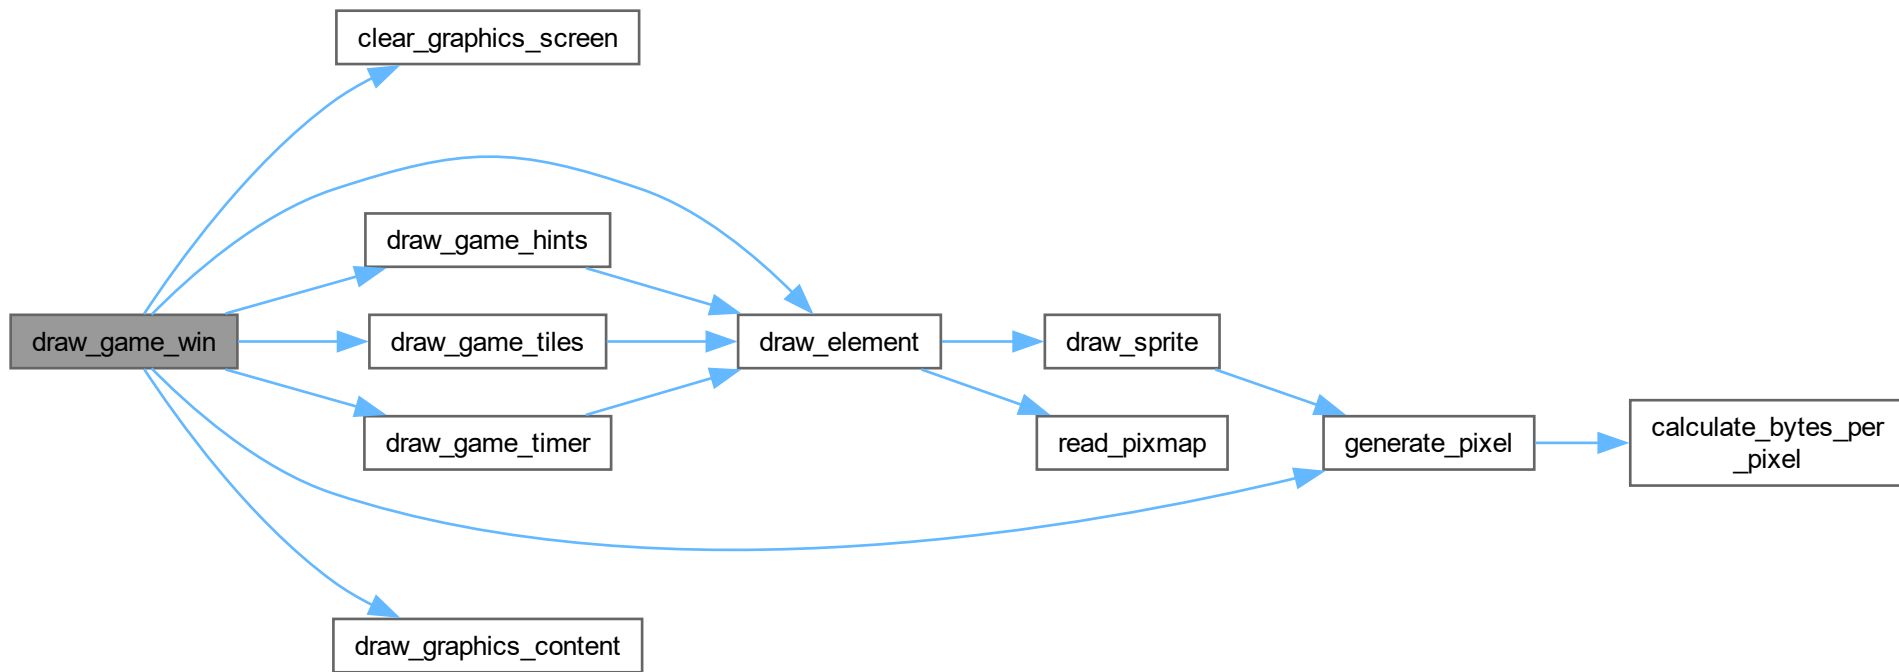 clear_graphics_screen
draw_game_hints
draw_game_win
draw_game_tiles
draw_element
draw_sprite
draw_game_timer
read_pixmap
generate_pixel
calculate_bytes_per
_pixel
draw_graphics_content